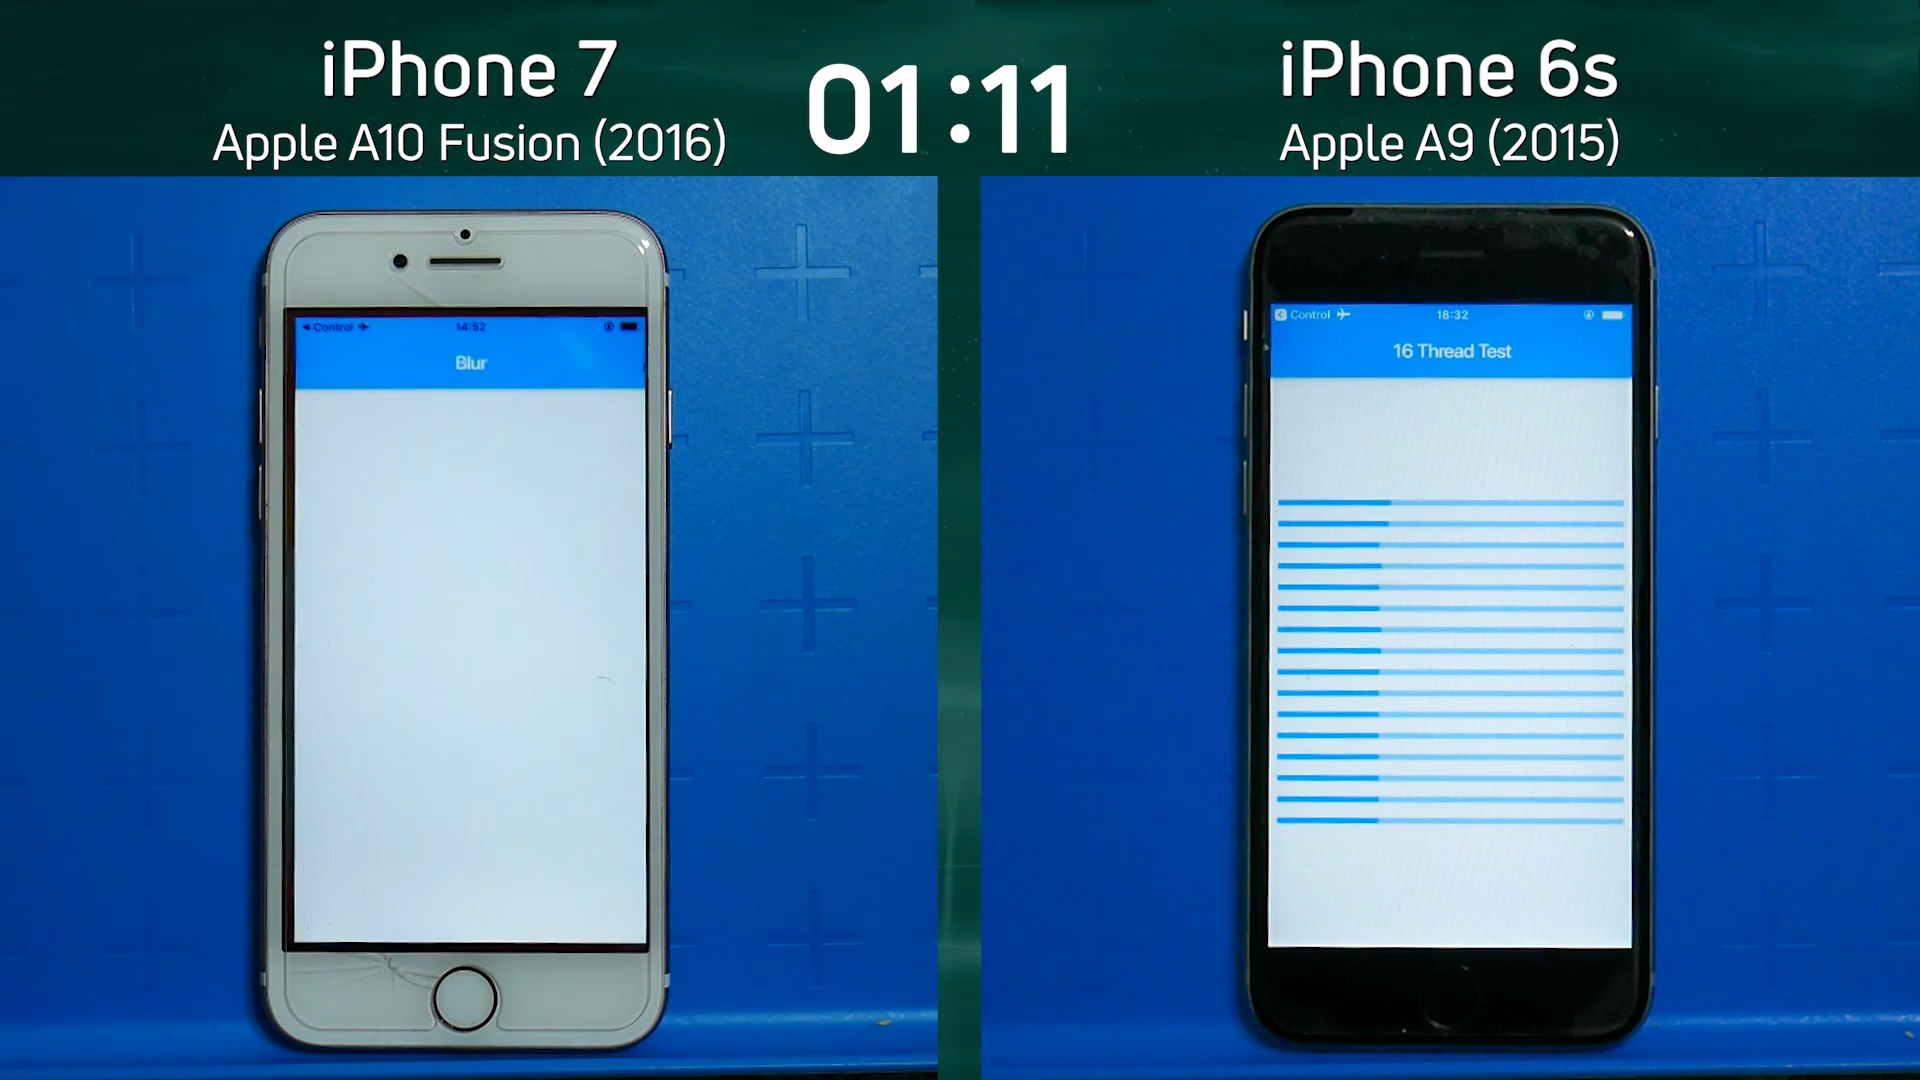 iPhone 7
Apple A10 Fusion (2016)
01:11
iPhone 6s
Apple A9 (2015)
Control
14:52
Blur
Control
18:32
16 Thread Test